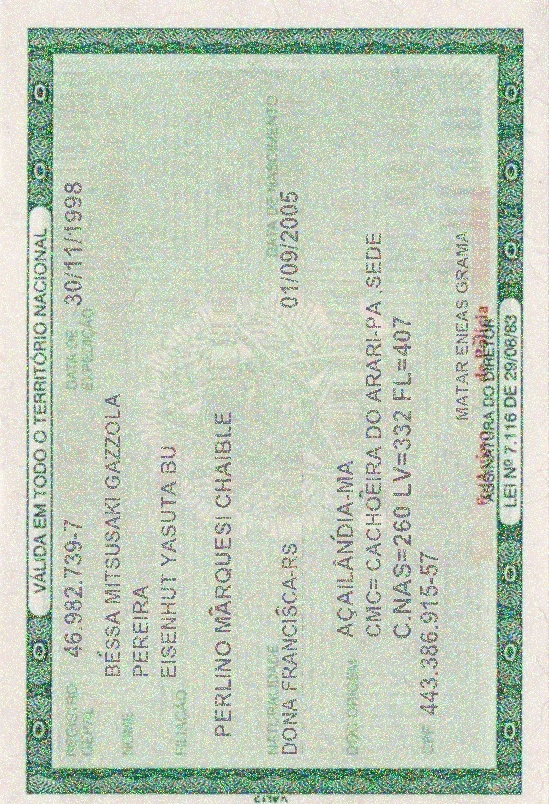 VÁLIDA EM TODO O TERRITÓRIO NACIONAL
REGISTRO GERAL 46.982.739-7 DATA DE EXPEDIÇÃO 30/11/1998
NOME BESSA MITSUSAKI GAZZOLA
PEREIRA
FILIAÇÃO EISENHUT YASUTA BU
PERLINO MARQUESI CHAIBLE
NATURALIDADE DATA DE NASCIMENTO
DONA FRANCISCA-RS 01/09/2005
DOC ORIGEM AÇAILÂNDIA-MA
CMC= CACHOEIRA DO ARARI-PA ,SEDE
C.NAS=260 LV=332 FL=407
CPF 443.386.915-57
MATAR ENEAS GRAMA
ASSINATURA DO DIRETOR
LEI Nº 7.116 DE 29/08/83